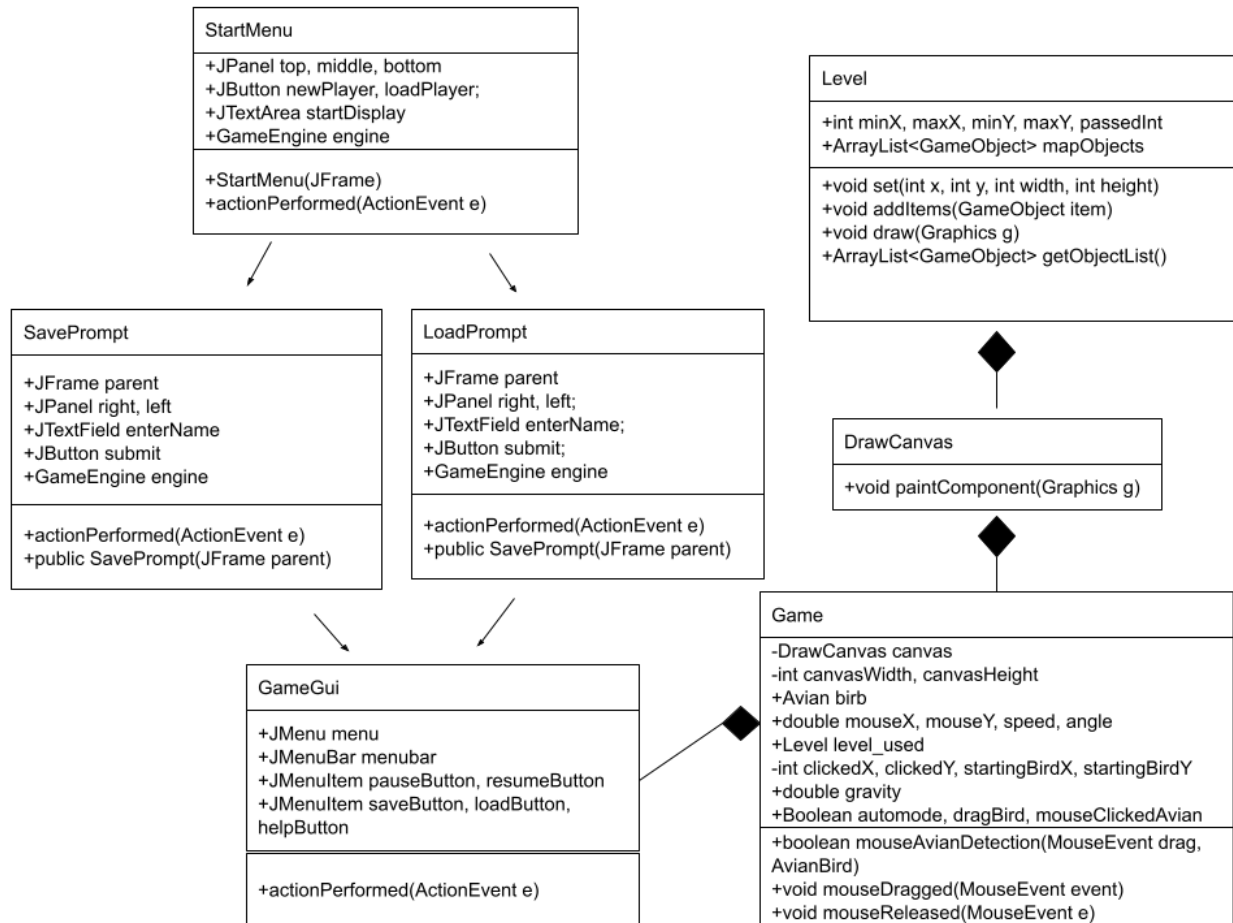 StartMenu
+JPanel top, middle, bottom
+JButton newPlayer, loadPlayer;
+JTextArea startDisplay
+GameEngine engine
+StartMenu(JFrame)
+actionPerformed(ActionEvent e)
Level
+int minX, maxX, minY, maxY, passedInt
+ArrayList<GameObject> mapObjects
+void set(int x, int y, int width, int height)
+void addItems(GameObject item)
+void draw(Graphics g)
+ArrayList<GameObject> getObjectList()
SavePrompt
+JFrame parent
+JPanel right, left
+JTextField enterName
+JButton submit
+GameEngine engine
+actionPerformed(ActionEvent e)
+public SavePrompt(JFrame parent)
LoadPrompt
+JFrame parent
+JPanel right, left;
+JTextField enterName;
+JButton submit;
+GameEngine engine
+actionPerformed(ActionEvent e)
+public SavePrompt(JFrame parent)
DrawCanvas
+void paintComponent(Graphics g)
GameGui
+JMenu menu
+JMenuBar menubar
+JMenuItem pauseButton, resumeButton
+JMenuItem saveButton, loadButton,
helpButton
+actionPerformed(ActionEvent e)
Game
-DrawCanvas canvas
-int canvasWidth, canvasHeight
+Avian birb
+double mouseX, mouseY, speed, angle
+Level level_used
-int clickedX, clickedY, startingBirdX, startingBirdY
+double gravity
+Boolean automode, dragBird, mouseClickedAvian
+boolean mouseAvianDetection(MouseEvent drag,
AvianBird)
+void mouseDragged(MouseEvent event)
+void mouseReleased(MouseEvent e)